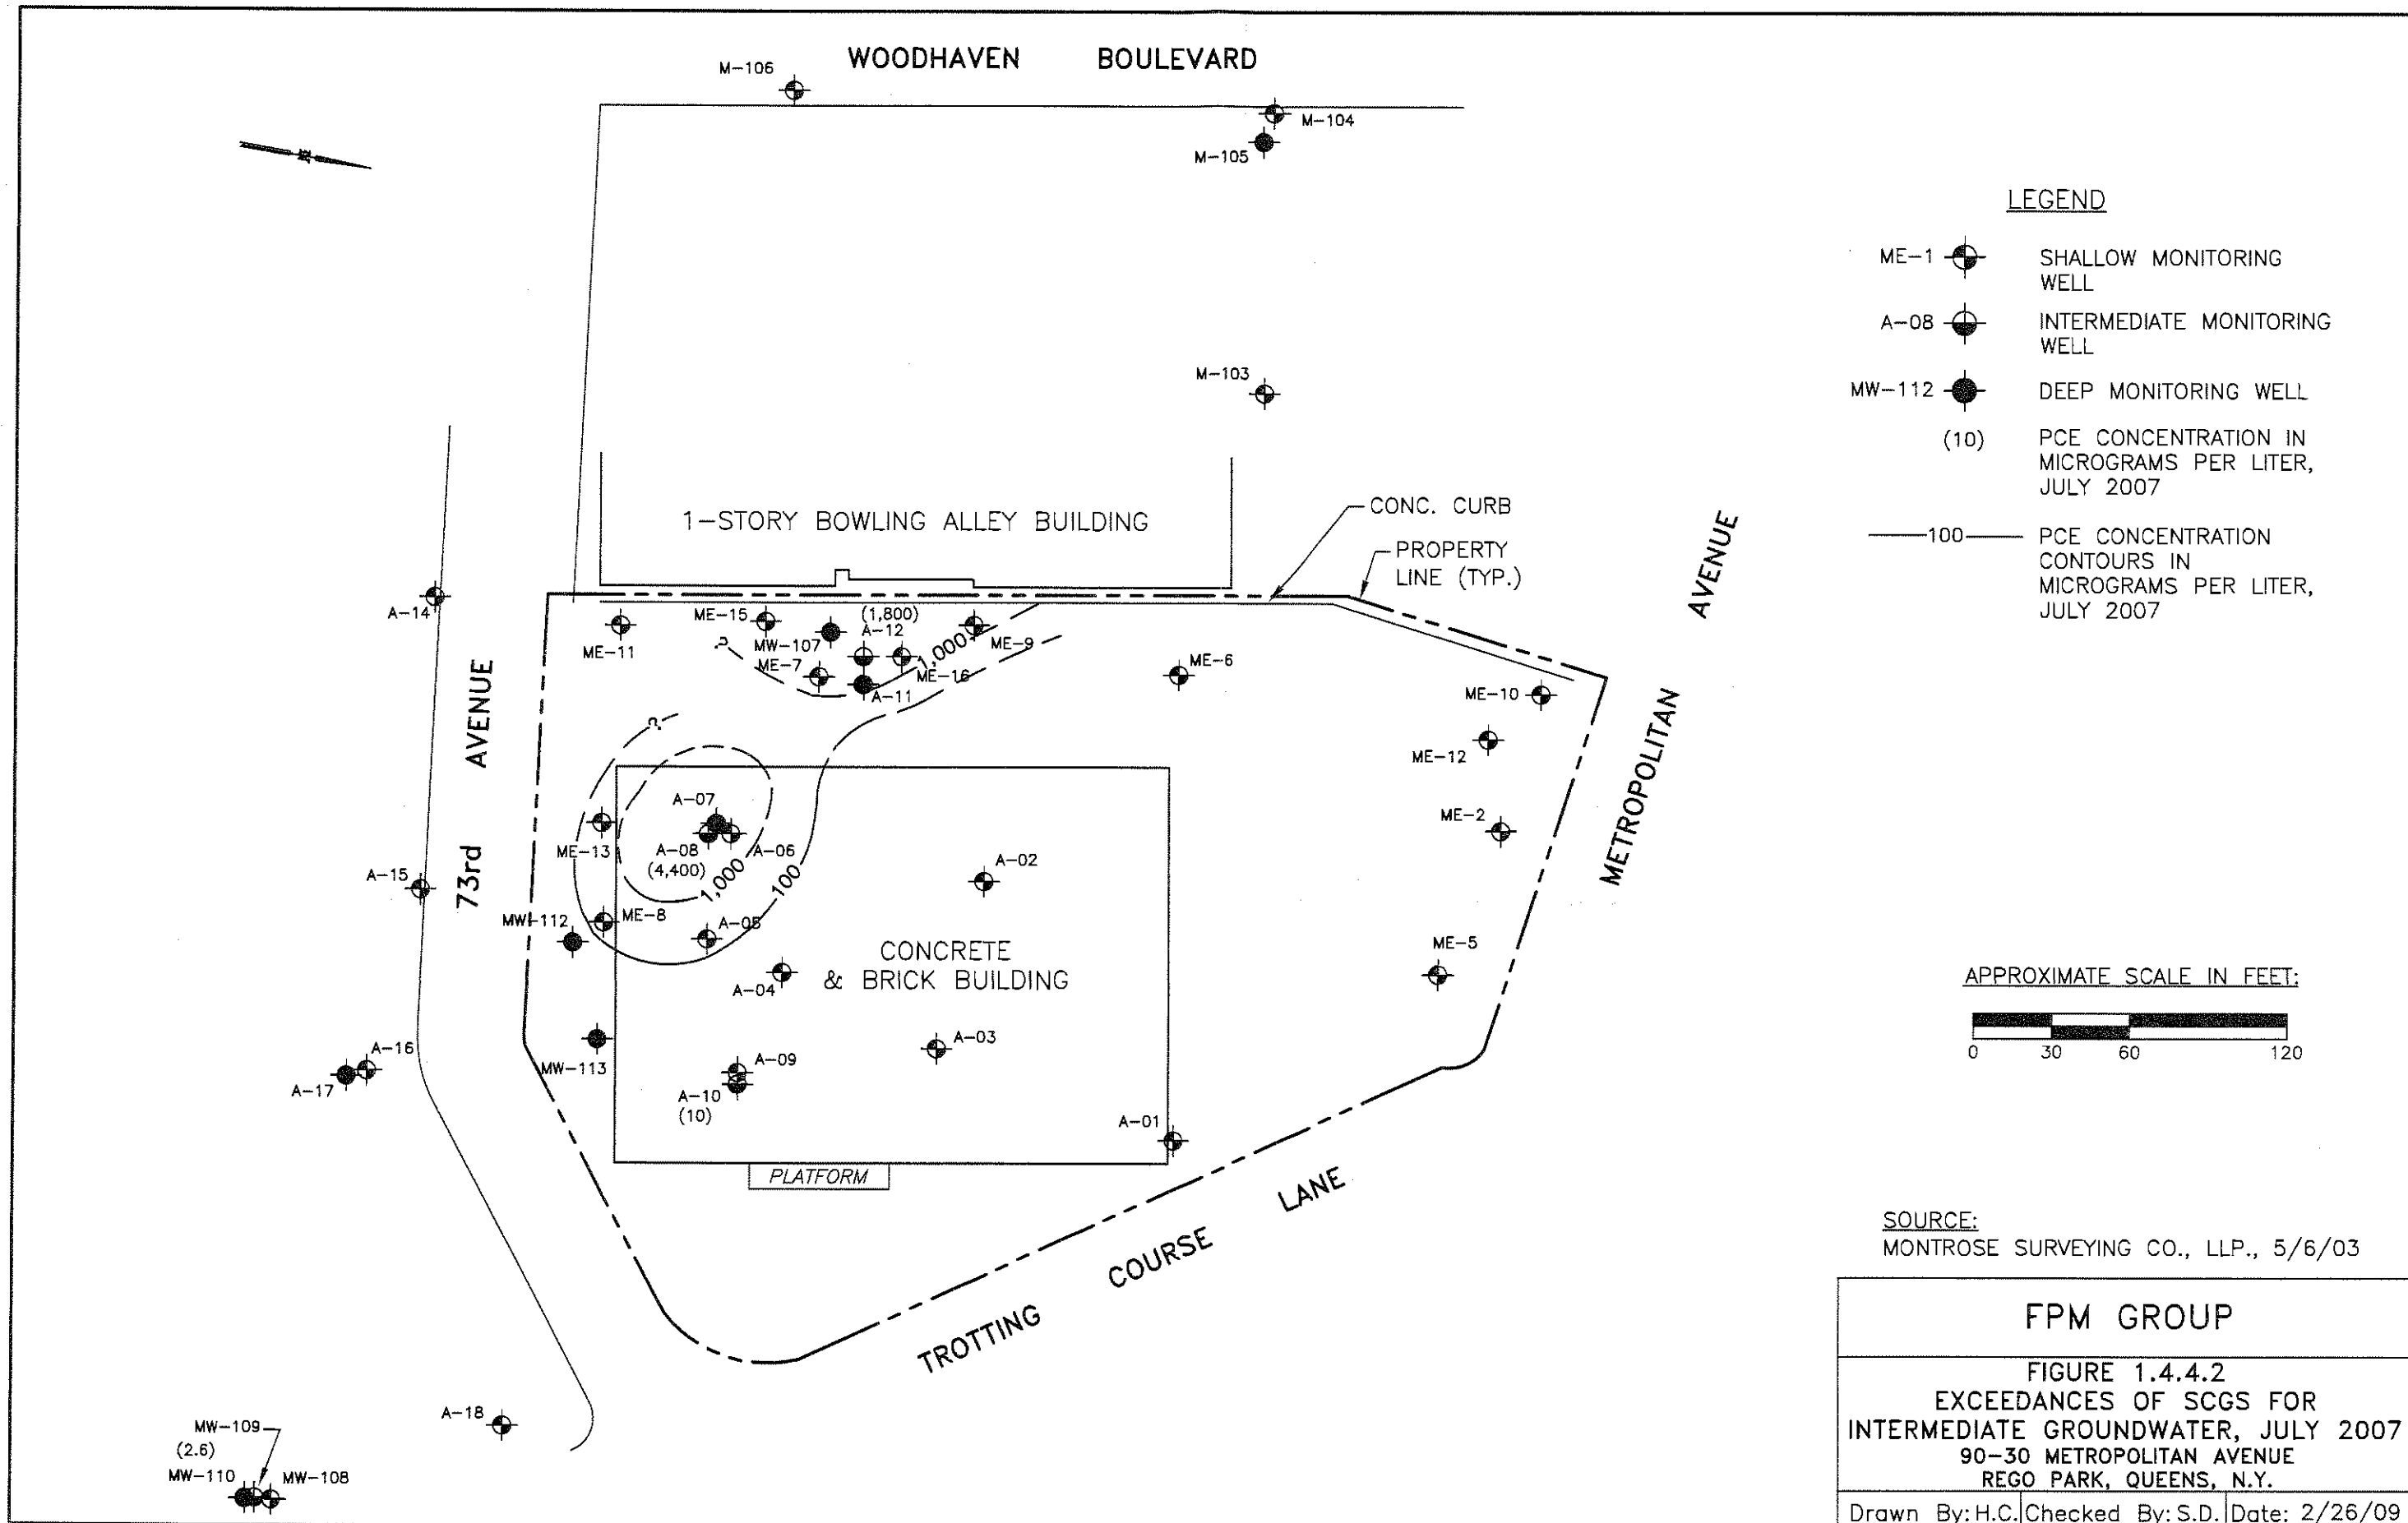 WOODHAVEN BOULEVARD
M-106
M-104
M-105
M-103
LEGEND
ME-1
SHALLOW MONITORING
WELL
A-08
INTERMEDIATE MONITORING
WELL
MW-112
DEEP MONITORING WELL
(10)
PCE CONCENTRATION IN
MICROGRAMS PER LITER,
JULY 2007
100
PCE CONCENTRATION
CONTOURS IN
MICROGRAMS PER LITER,
JULY 2007
1-STORY BOWLING ALLEY BUILDING
CONC. CURB
PROPERTY
LINE (TYP.)
METROPOLITAN AVENUE
73rd AVENUE
A-14
ME-11
ME-15
(1,800)
A-12
MW-107
ME-7
ME-9
ME-16
1,000
A-11
?
ME-6
ME-10
ME-12
ME-2
ME-5
?
A-07
ME-13
A-08
(4,400)
A-06
1,000
100
A-02
A-15
MW-112
ME-8
A-05
A-04
CONCRETE
& BRICK BUILDING
A-03
A-16
A-17
MW-113
A-09
A-10
(10)
A-01
PLATFORM
TROTTING COURSE LANE
A-18
MW-109
(2.6)
MW-110
MW-108
APPROXIMATE SCALE IN FEET:
0 30 60 120
SOURCE:
MONTROSE SURVEYING CO., LLP., 5/6/03
FPM GROUP
FIGURE 1.4.4.2
EXCEEDANCES OF SCGS FOR
INTERMEDIATE GROUNDWATER, JULY 2007
90-30 METROPOLITAN AVENUE
REGO PARK, QUEENS, N.Y.
Drawn By: H.C. Checked By: S.D. Date: 2/26/09